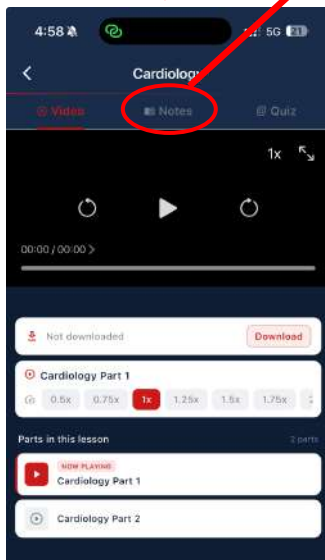 4:58 5G 21
Cardiology
Video Notes Quiz
1x
00:00 / 00:00
Not downloaded Download
Cardiology Part 1
0.5x 0.75x 1x 1.25x 1.5x 1.75x
Parts in this lesson 2 parts
NOW PLAYING
Cardiology Part 1
Cardiology Part 2